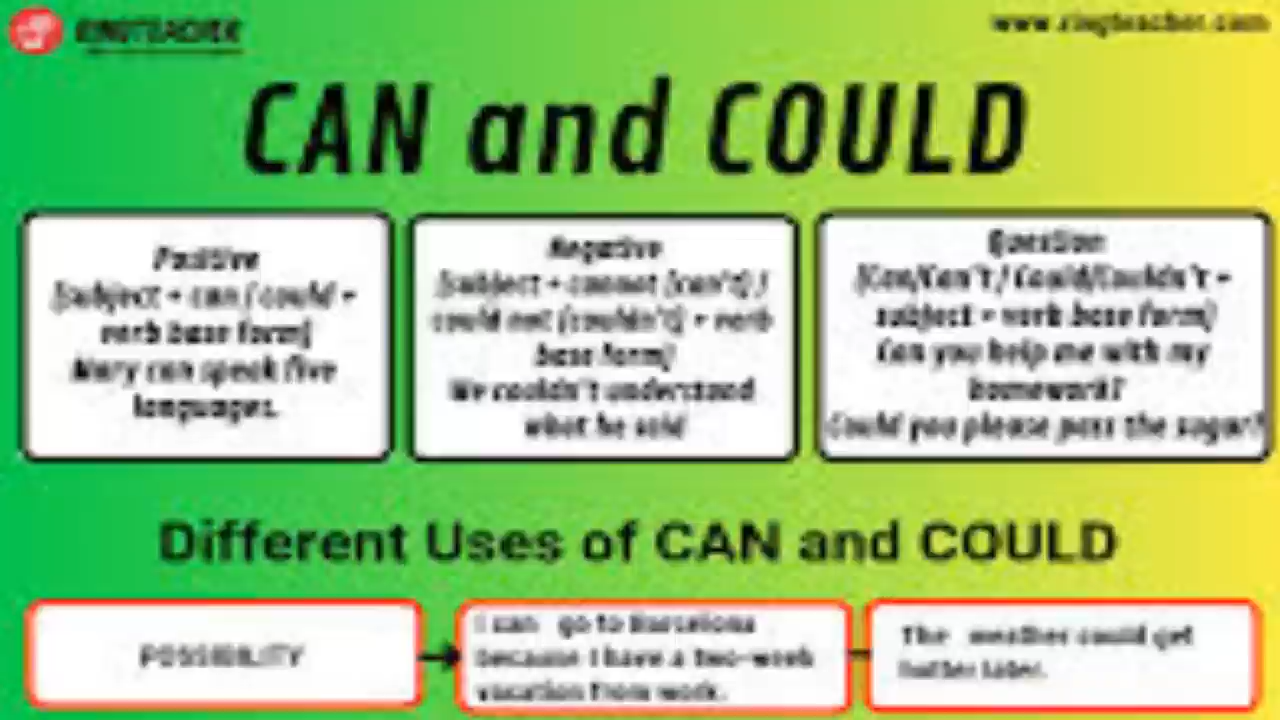 RINGTEACHER
www.ringteacher.com
CAN and COULD
Positive
[subject + can / could +
verb base form]
Mary can speak five
languages.
Negative
[subject + cannot (can't) /
could not (couldn't) + verb
base form]
We couldn't understand
what he said
Question
[Can/Can't / Could/Couldn't +
subject + verb base form]
Can you help me with my
homework?
Could you please pass the sugar?
Different Uses of CAN and COULD
POSSIBILITY
I can go to Barcelona
because I have a two-week
vacation from work.
The weather could get
later.